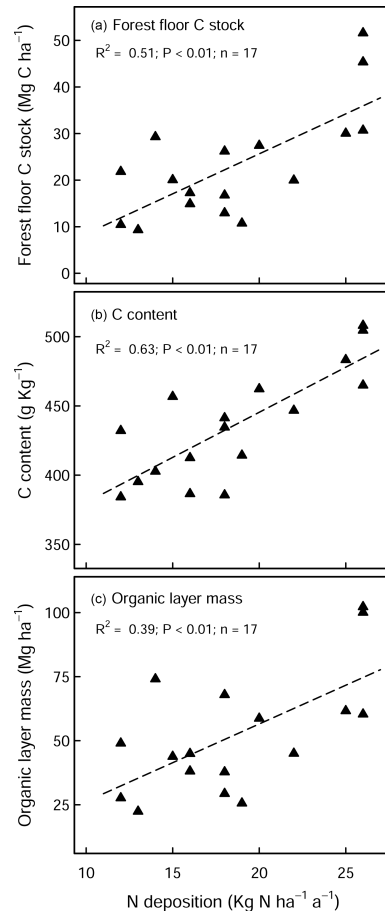 (a) Forest floor C stock
R² = 0.51; P < 0.01; n = 17
Forest floor C stock (Mg C ha⁻¹)
50
40
30
20
10
0
(b) C content
R² = 0.63; P < 0.01; n = 17
C content (g Kg⁻¹)
500
450
400
350
(c) Organic layer mass
R² = 0.39; P < 0.01; n = 17
Organic layer mass (Mg ha⁻¹)
100
75
50
25
10 15 20 25
N deposition (Kg N ha⁻¹ a⁻¹)